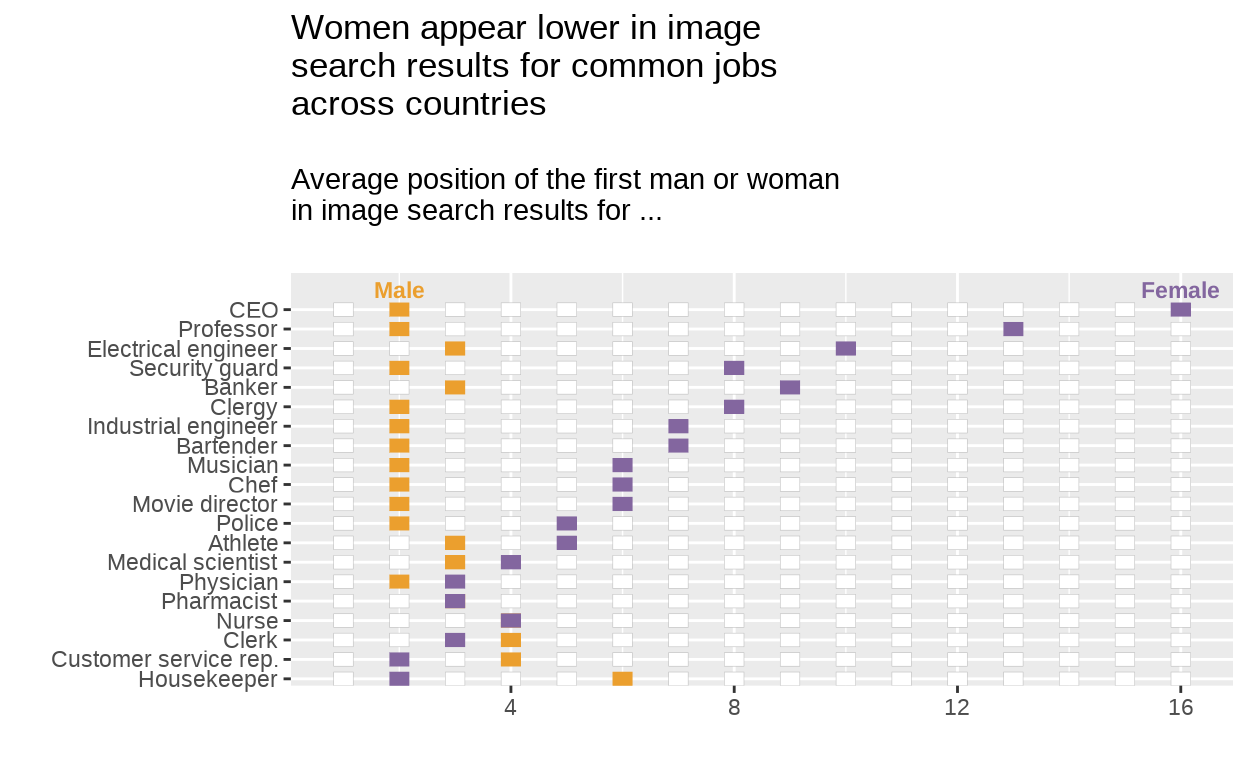 Women appear lower in image
search results for common jobs
across countries
Average position of the first man or woman
in image search results for ...
Male
Female
CEO
Professor
Electrical engineer
Security guard
Banker
Clergy
Industrial engineer
Bartender
Musician
Chef
Movie director
Police
Athlete
Medical scientist
Physician
Pharmacist
Nurse
Clerk
Customer service rep.
Housekeeper
4
8
12
16